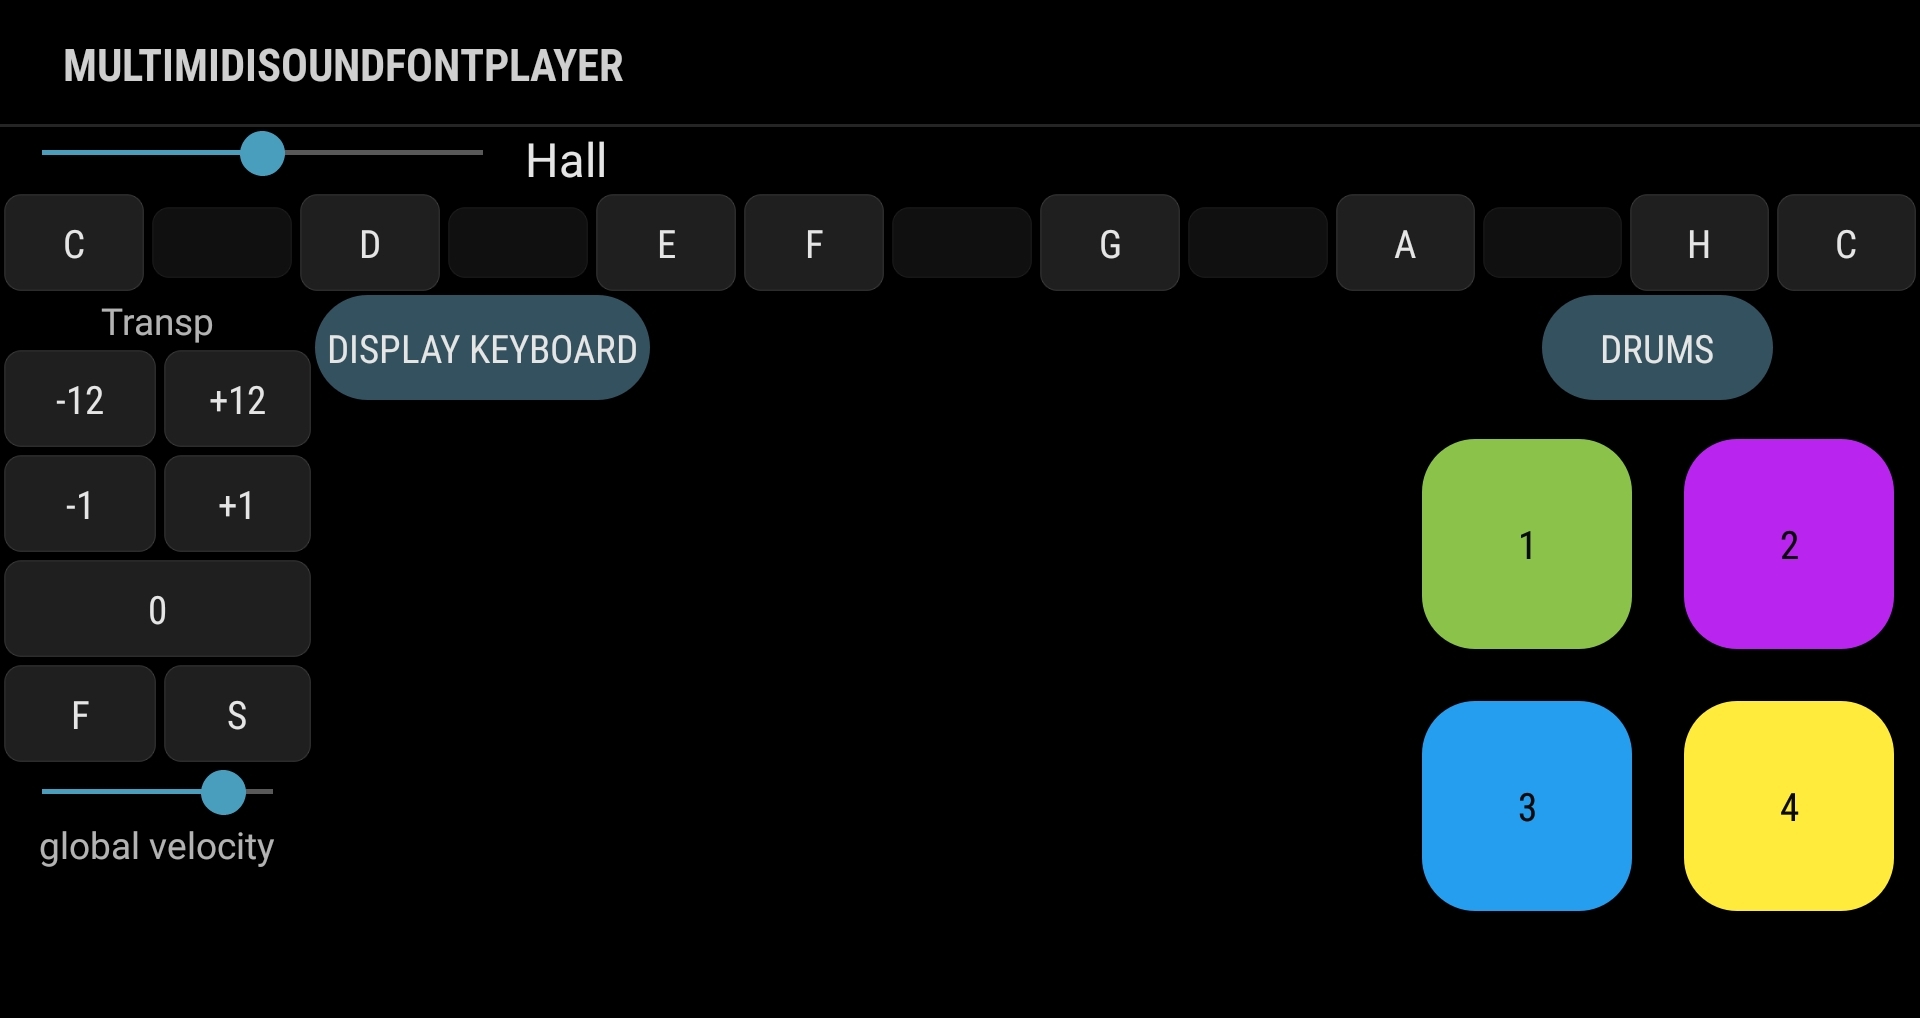 MULTIMIDISOUNDFONTPLAYER
Hall
C D E F G A H C
Transp
DISPLAY KEYBOARD
DRUMS
-12 +12
-1 +1
0
F S
global velocity
1 2
3 4